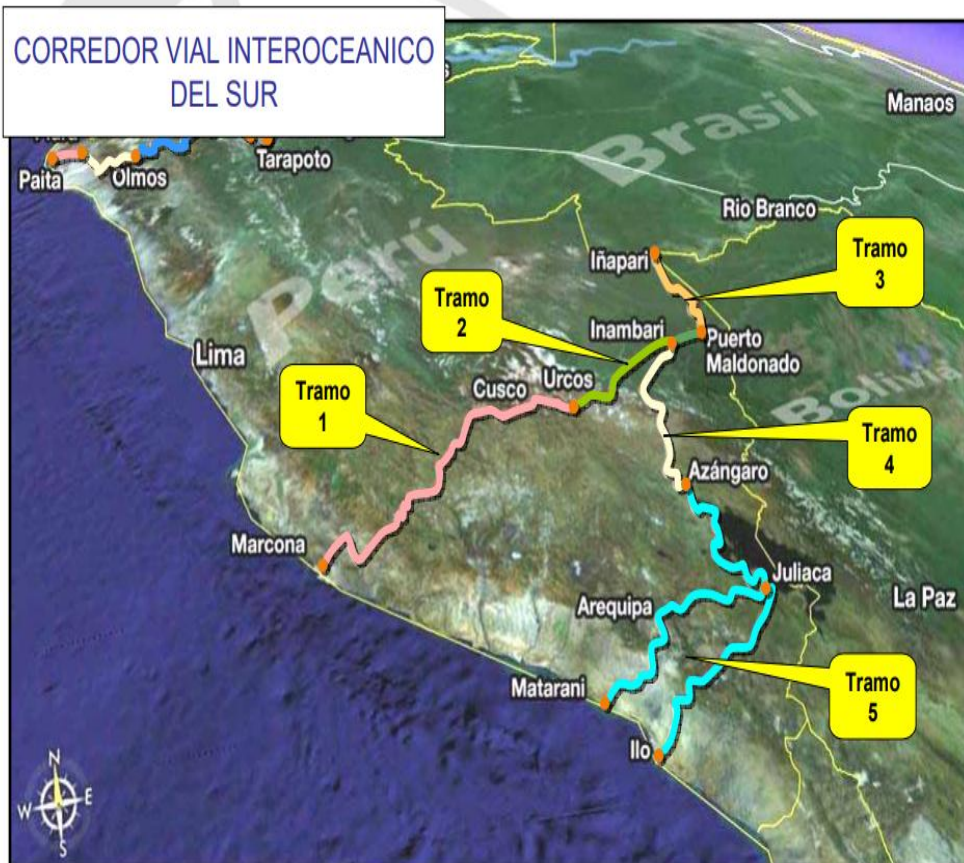 CORREDOR VIAL INTEROCEANICO
DEL SUR
Manaos
Brasil
Paita
Olmos
Tarapoto
Rio Branco
Perú
Iñapari
Tramo
3
Tramo
2
Inambari
Puerto
Maldonado
Lima
Cusco
Urcos
Bolivia
Tramo
1
Tramo
4
Azángaro
Marcona
Juliaca
Arequipa
La Paz
Matarani
Tramo
5
Ilo
N
W
E
S